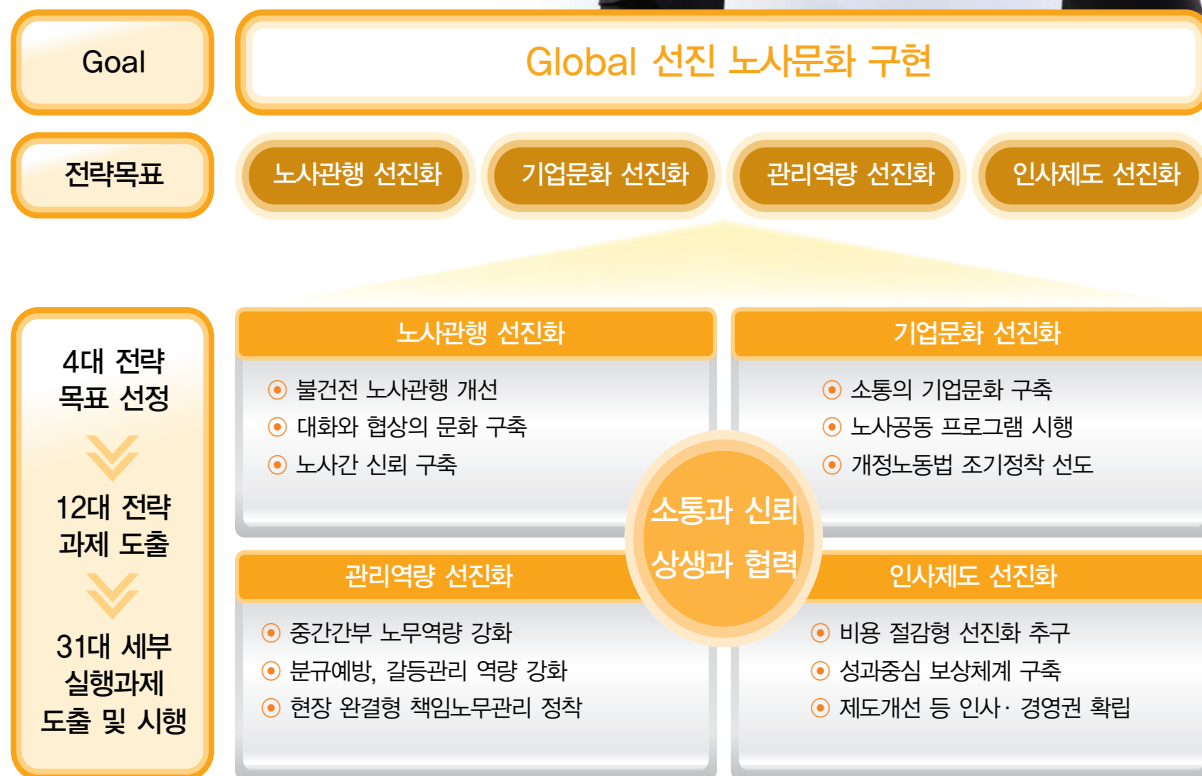 Goal
Global 선진 노사문화 구현
전략목표
노사관행 선진화
기업문화 선진화
관리역량 선진화
인사제도 선진화
4대 전략
목표 선정
12대 전략
과제 도출
31대 세부
실행과제
도출 및 시행
노사관행 선진화
불건전 노사관행 개선
대화와 협상의 문화 구축
노사간 신뢰 구축
기업문화 선진화
소통의 기업문화 구축
노사공동 프로그램 시행
개정노동법 조기정착 선도
소통과 신뢰
상생과 협력
관리역량 선진화
중간간부 노무역량 강화
분규예방, 갈등관리 역량 강화
현장 완결형 책임노무관리 정착
인사제도 선진화
비용 절감형 선진화 추구
성과중심 보상체계 구축
제도개선 등 인사· 경영권 확립